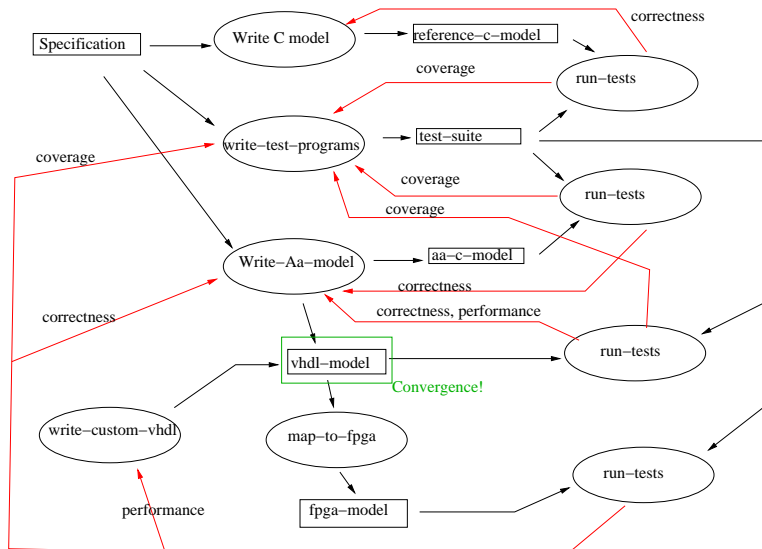 correctness
Specification
Write C model
reference−c−model
run−tests
coverage
write−test−programs
test−suite
coverage
coverage
run−tests
coverage
Write−Aa−model
aa−c−model
correctness
correctness, performance
correctness
run−tests
vhdl−model
Convergence!
write−custom−vhdl
map−to−fpga
run−tests
performance
fpga−model